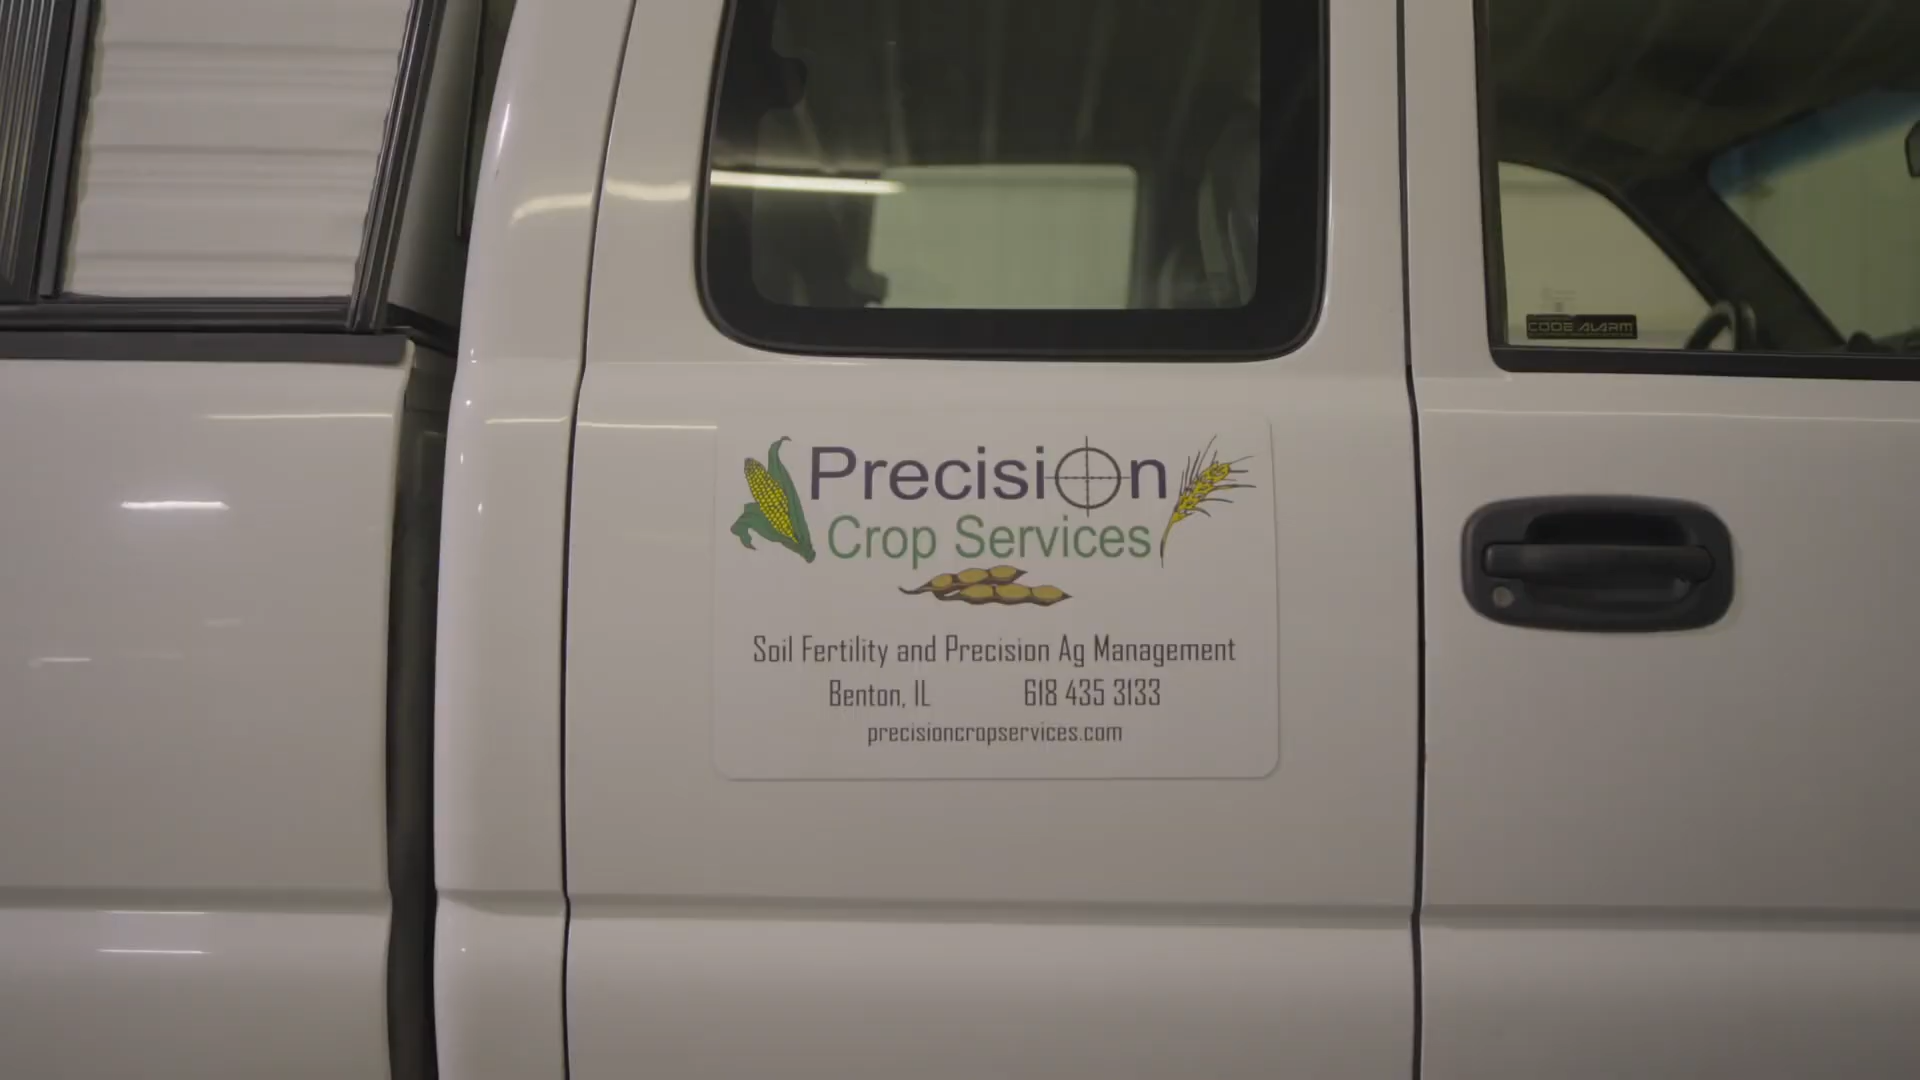 CODE ALARM
Precision
Crop Services
Soil Fertility and Precision Ag Management
Benton, IL 618 435 3133
precisioncropservices.com